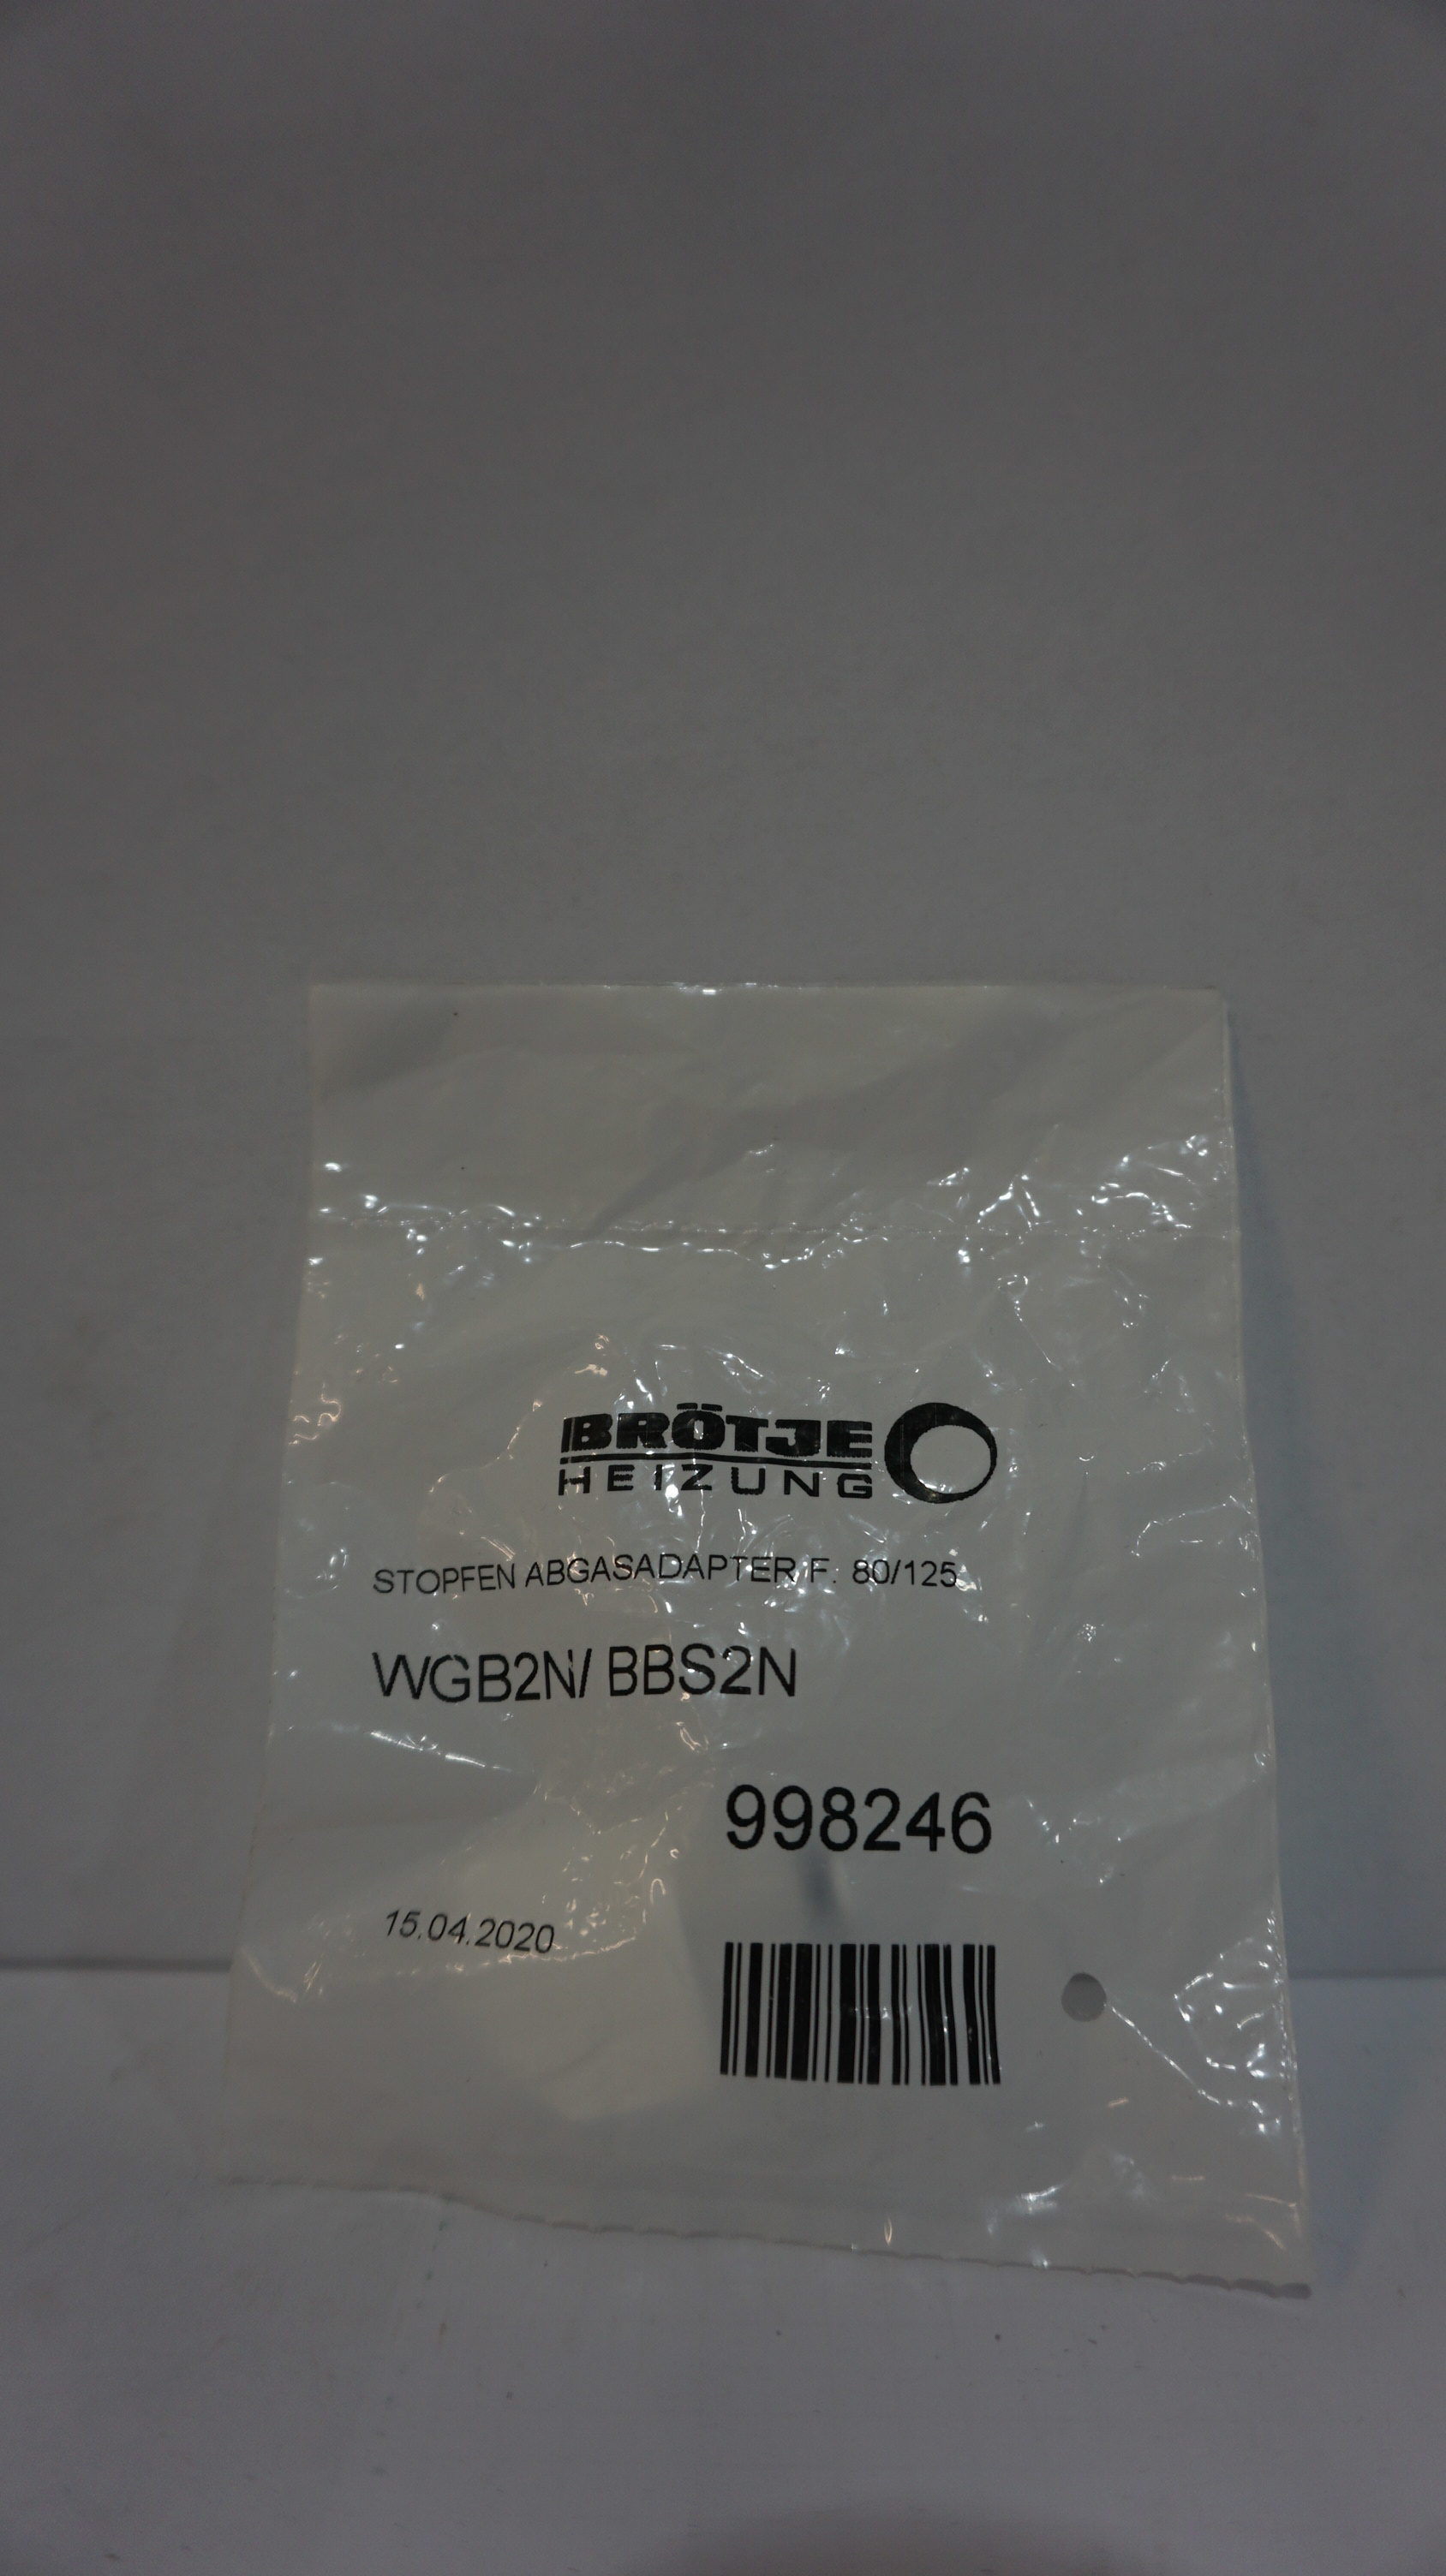 BRÖTJE
HEIZUNG
STOPFEN ABGASADAPTER F. 80/125
WGB2N/ BBS2N
998246
15.04.2020